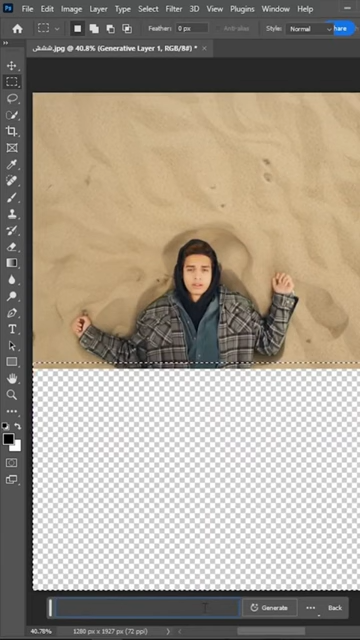 Ps File Edit Image Layer Type Select Filter 3D View Plugins Window Help
Feather: 0 px Anti-alias Style: Normal hare
ششش.jpg @ 40.8% (Generative Layer 1, RGB/8#) * ×
Generate ... Back
40.78% 1280 px x 1927 px (72 ppi)